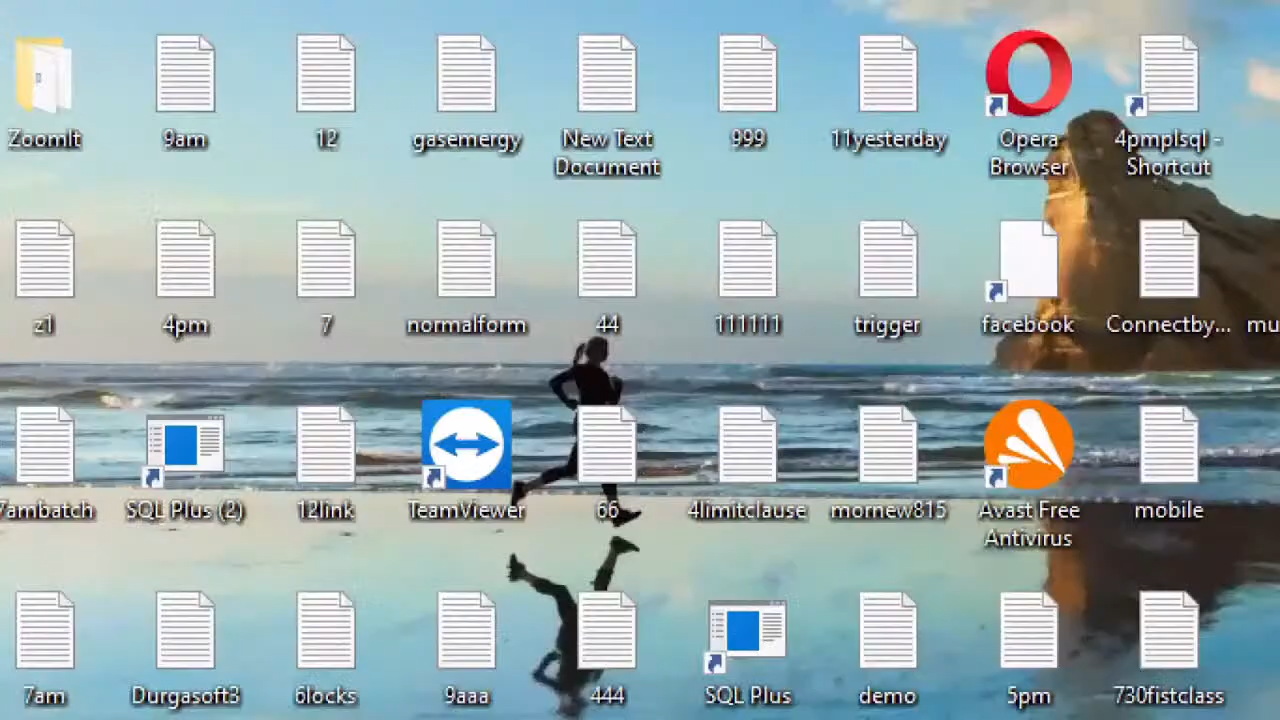 ZoomIt
9am
12
gasemergy
New Text
Document
999
11yesterday
Opera
Browser
4pmplsql -
Shortcut
z1
4pm
7
normalform
44
111111
trigger
facebook
Connectby...
mu
7ambatch
SQL Plus (2)
12link
TeamViewer
66
4limitclause
mornew815
Avast Free
Antivirus
mobile
7am
Durgasoft3
6locks
9aaa
444
SQL Plus
demo
5pm
730fistclass